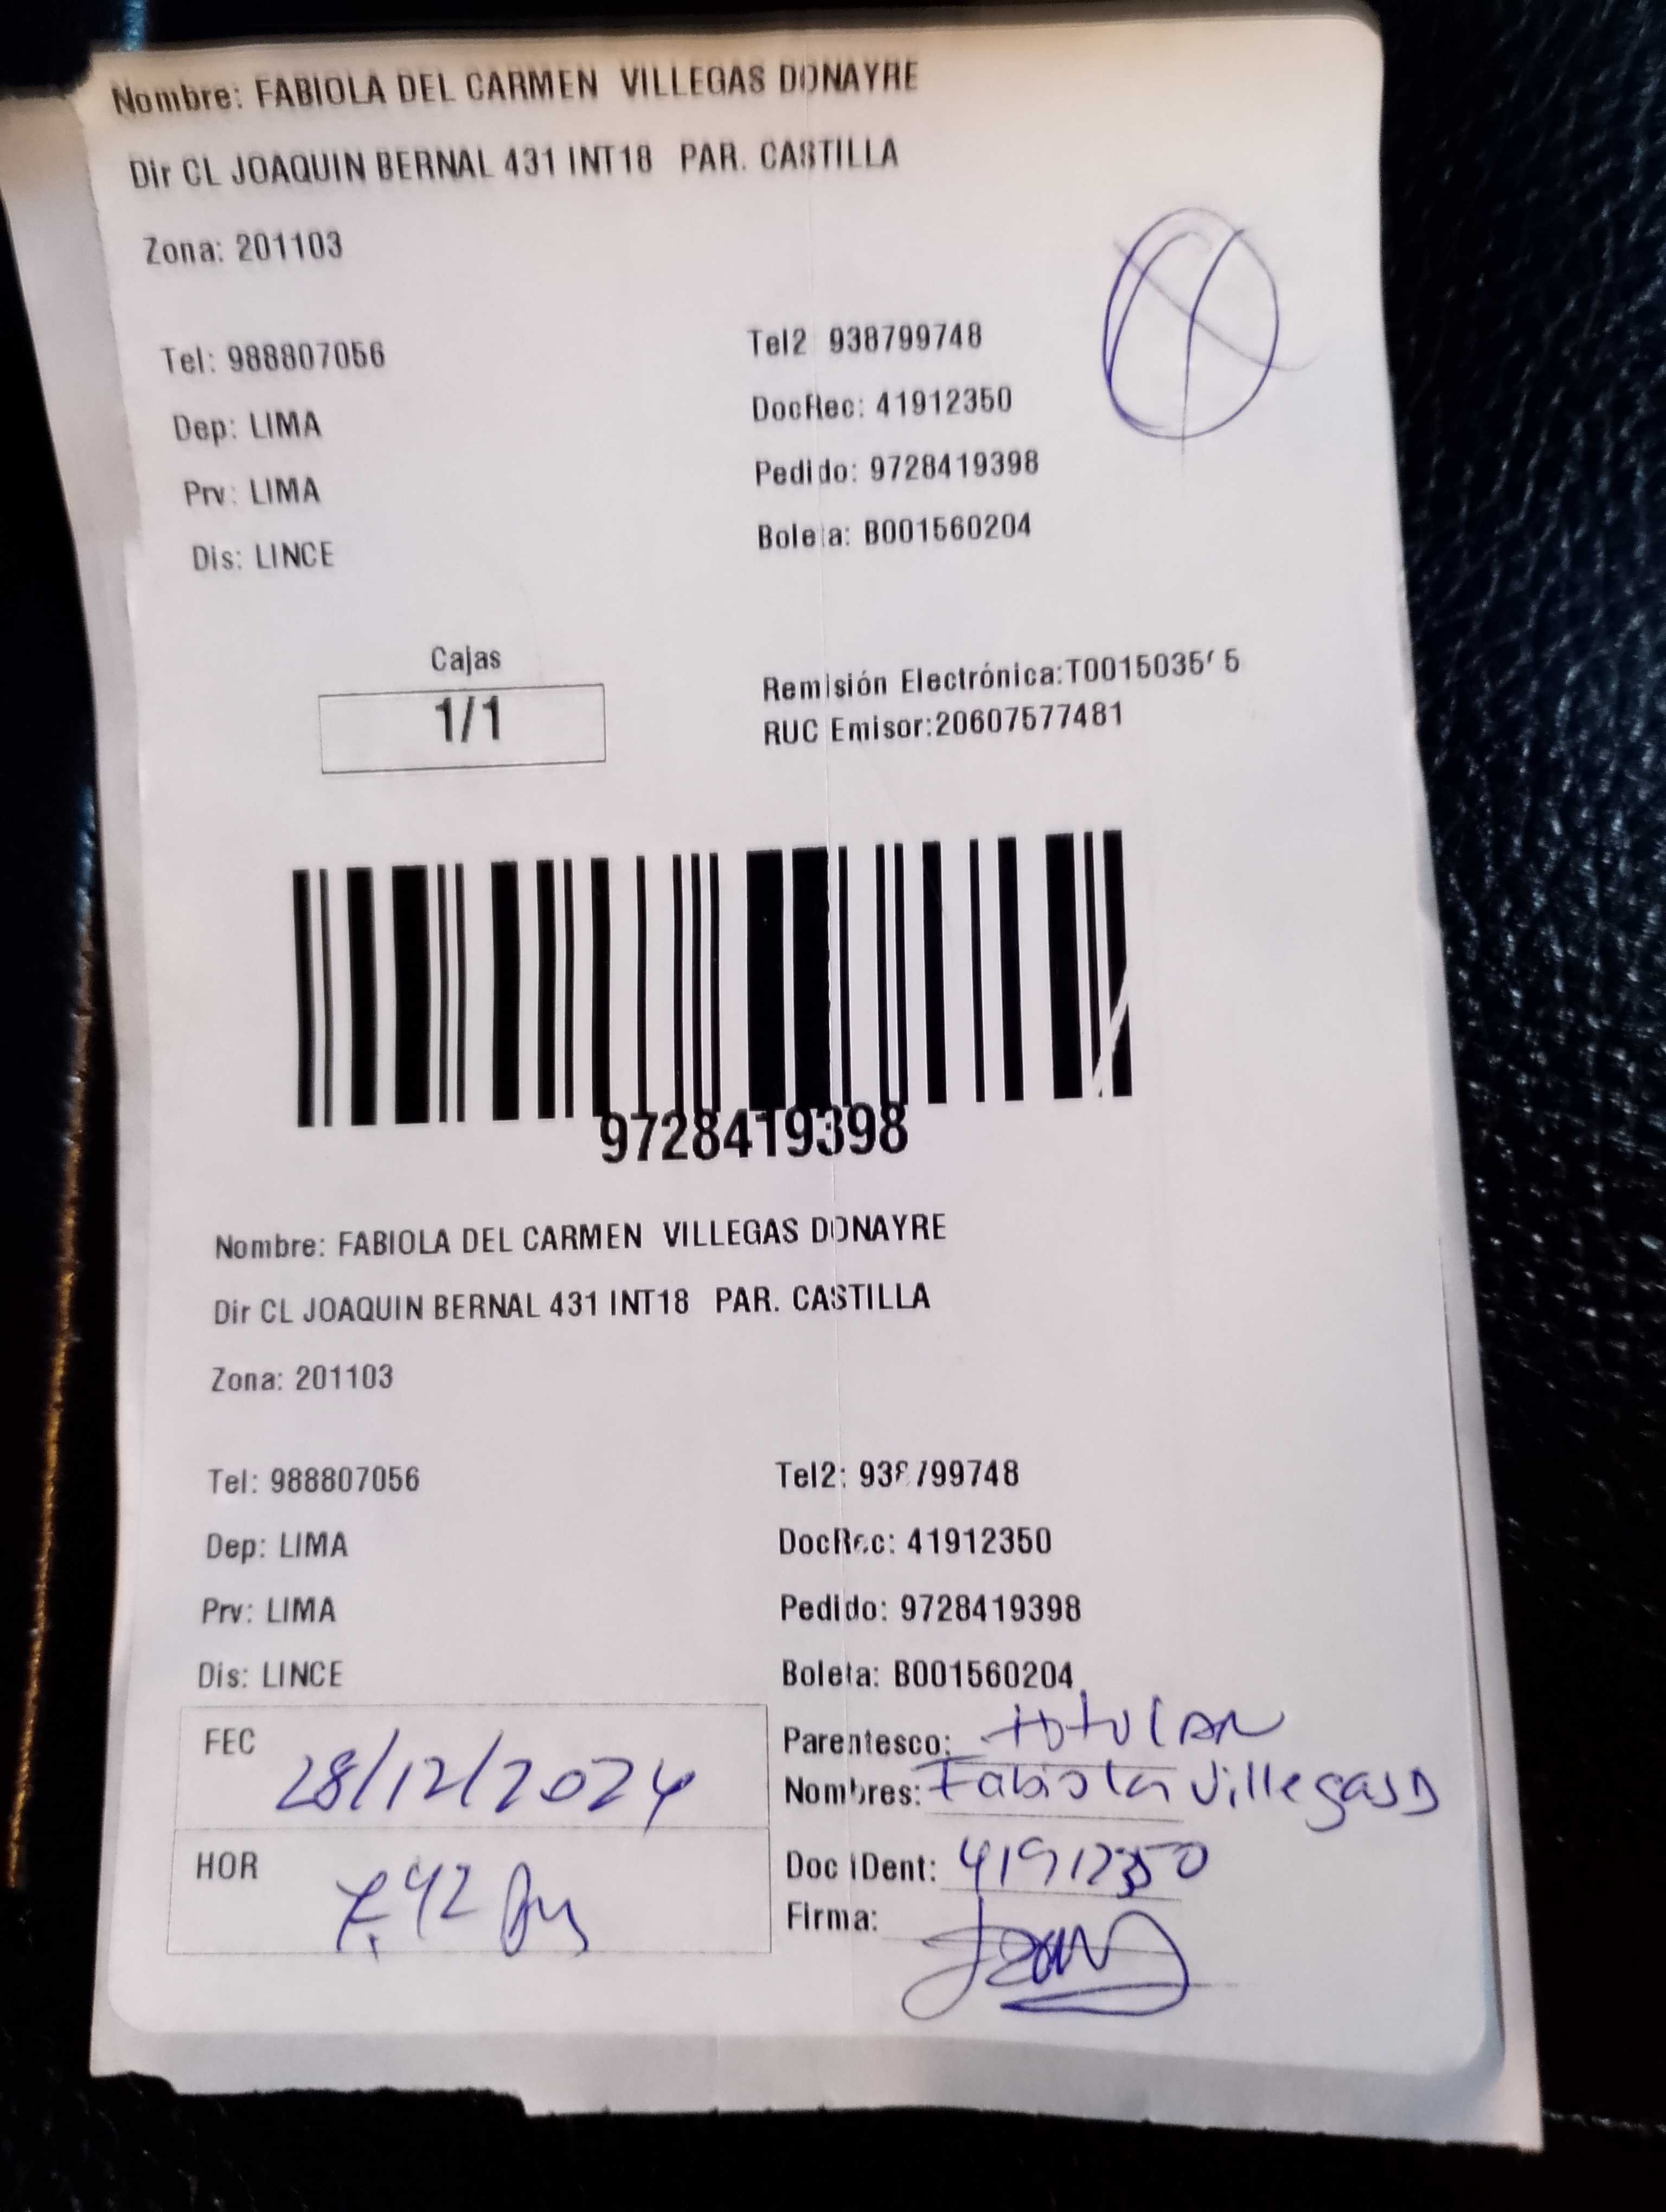 Nombre: FABIOLA DEL CARMEN VILLEGAS DONAYRE
Dir CL JOAQUIN BERNAL 431 INT18 PAR. CASTILLA
Zona: 201103
Tel: 988807056 Tel2 938799748
Dep: LIMA DocRec: 41912350
Prv: LIMA Pedido: 9728419398
Dis: LINCE Boleta: B001560204
Cajas
1/1
Remisión Electrónica:
RUC Emisor:20607577481
9728419398
Nombre: FABIOLA DEL CARMEN VILLEGAS DONAYRE
Dir CL JOAQUIN BERNAL 431 INT18 PAR. CASTILLA
Zona: 201103
Tel: 988807056 Tel2: 938799748
Dep: LIMA DocRec: 41912350
Prv: LIMA Pedido: 9728419398
Dis: LINCE Boleta: B001560204
FEC 28/12/2024
Parentesco: titular
Nombres: Fabiola Villegas D
HOR 7:42
Doc IDent: 41912350
Firma: